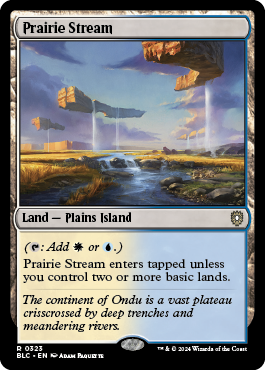 Prairie Stream
Land — Plains Island
(: Add or .)
Prairie Stream enters tapped unless
you control two or more basic lands.
The continent of Ondu is a vast plateau
crisscrossed by deep trenches and
meandering rivers.
R 0323
BLC • EN Adam Paquette
™ & © 2024 Wizards of the Coast